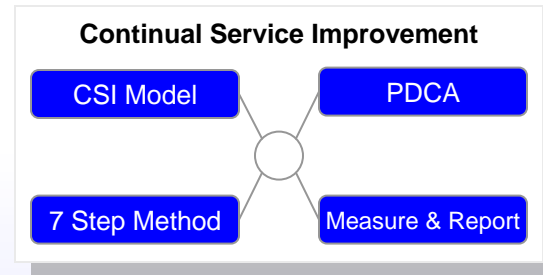 Continual Service Improvement
CSI Model
PDCA
7 Step Method
Measure & Report